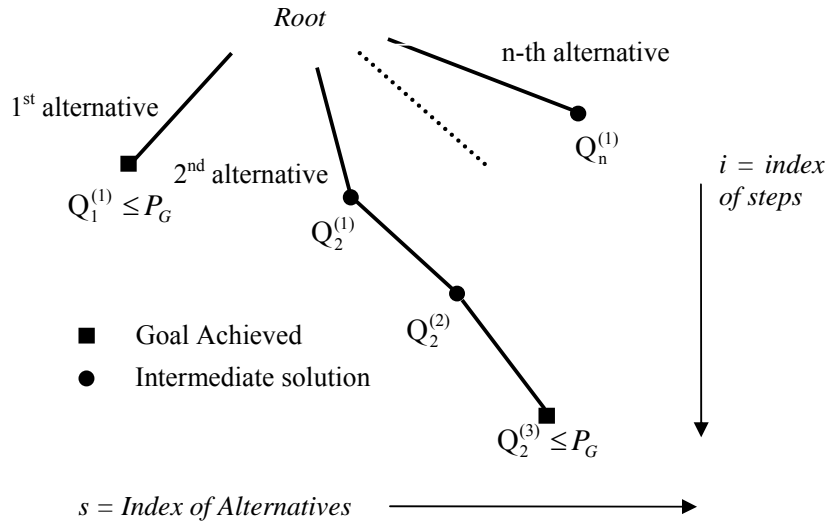 Root
n-th alternative
1st alternative
Q_n^(1)
i = index
of steps
2nd alternative
Q_1^(1) ≤ P_G
Q_2^(1)
Q_2^(2)
Goal Achieved
Intermediate solution
Q_2^(3) ≤ P_G
s = Index of Alternatives